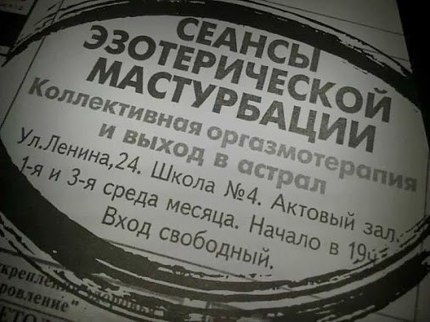 СЕАНСЫ
ЭЗОТЕРИЧЕСКОЙ
МАСТУРБАЦИИ
Коллективная оргазмотерапия
и выход в астрал
Ул.Ленина,24. Школа №4. Актовый зал.
1-я и 3-я среда месяца. Начало в 19ч.
Вход свободный.